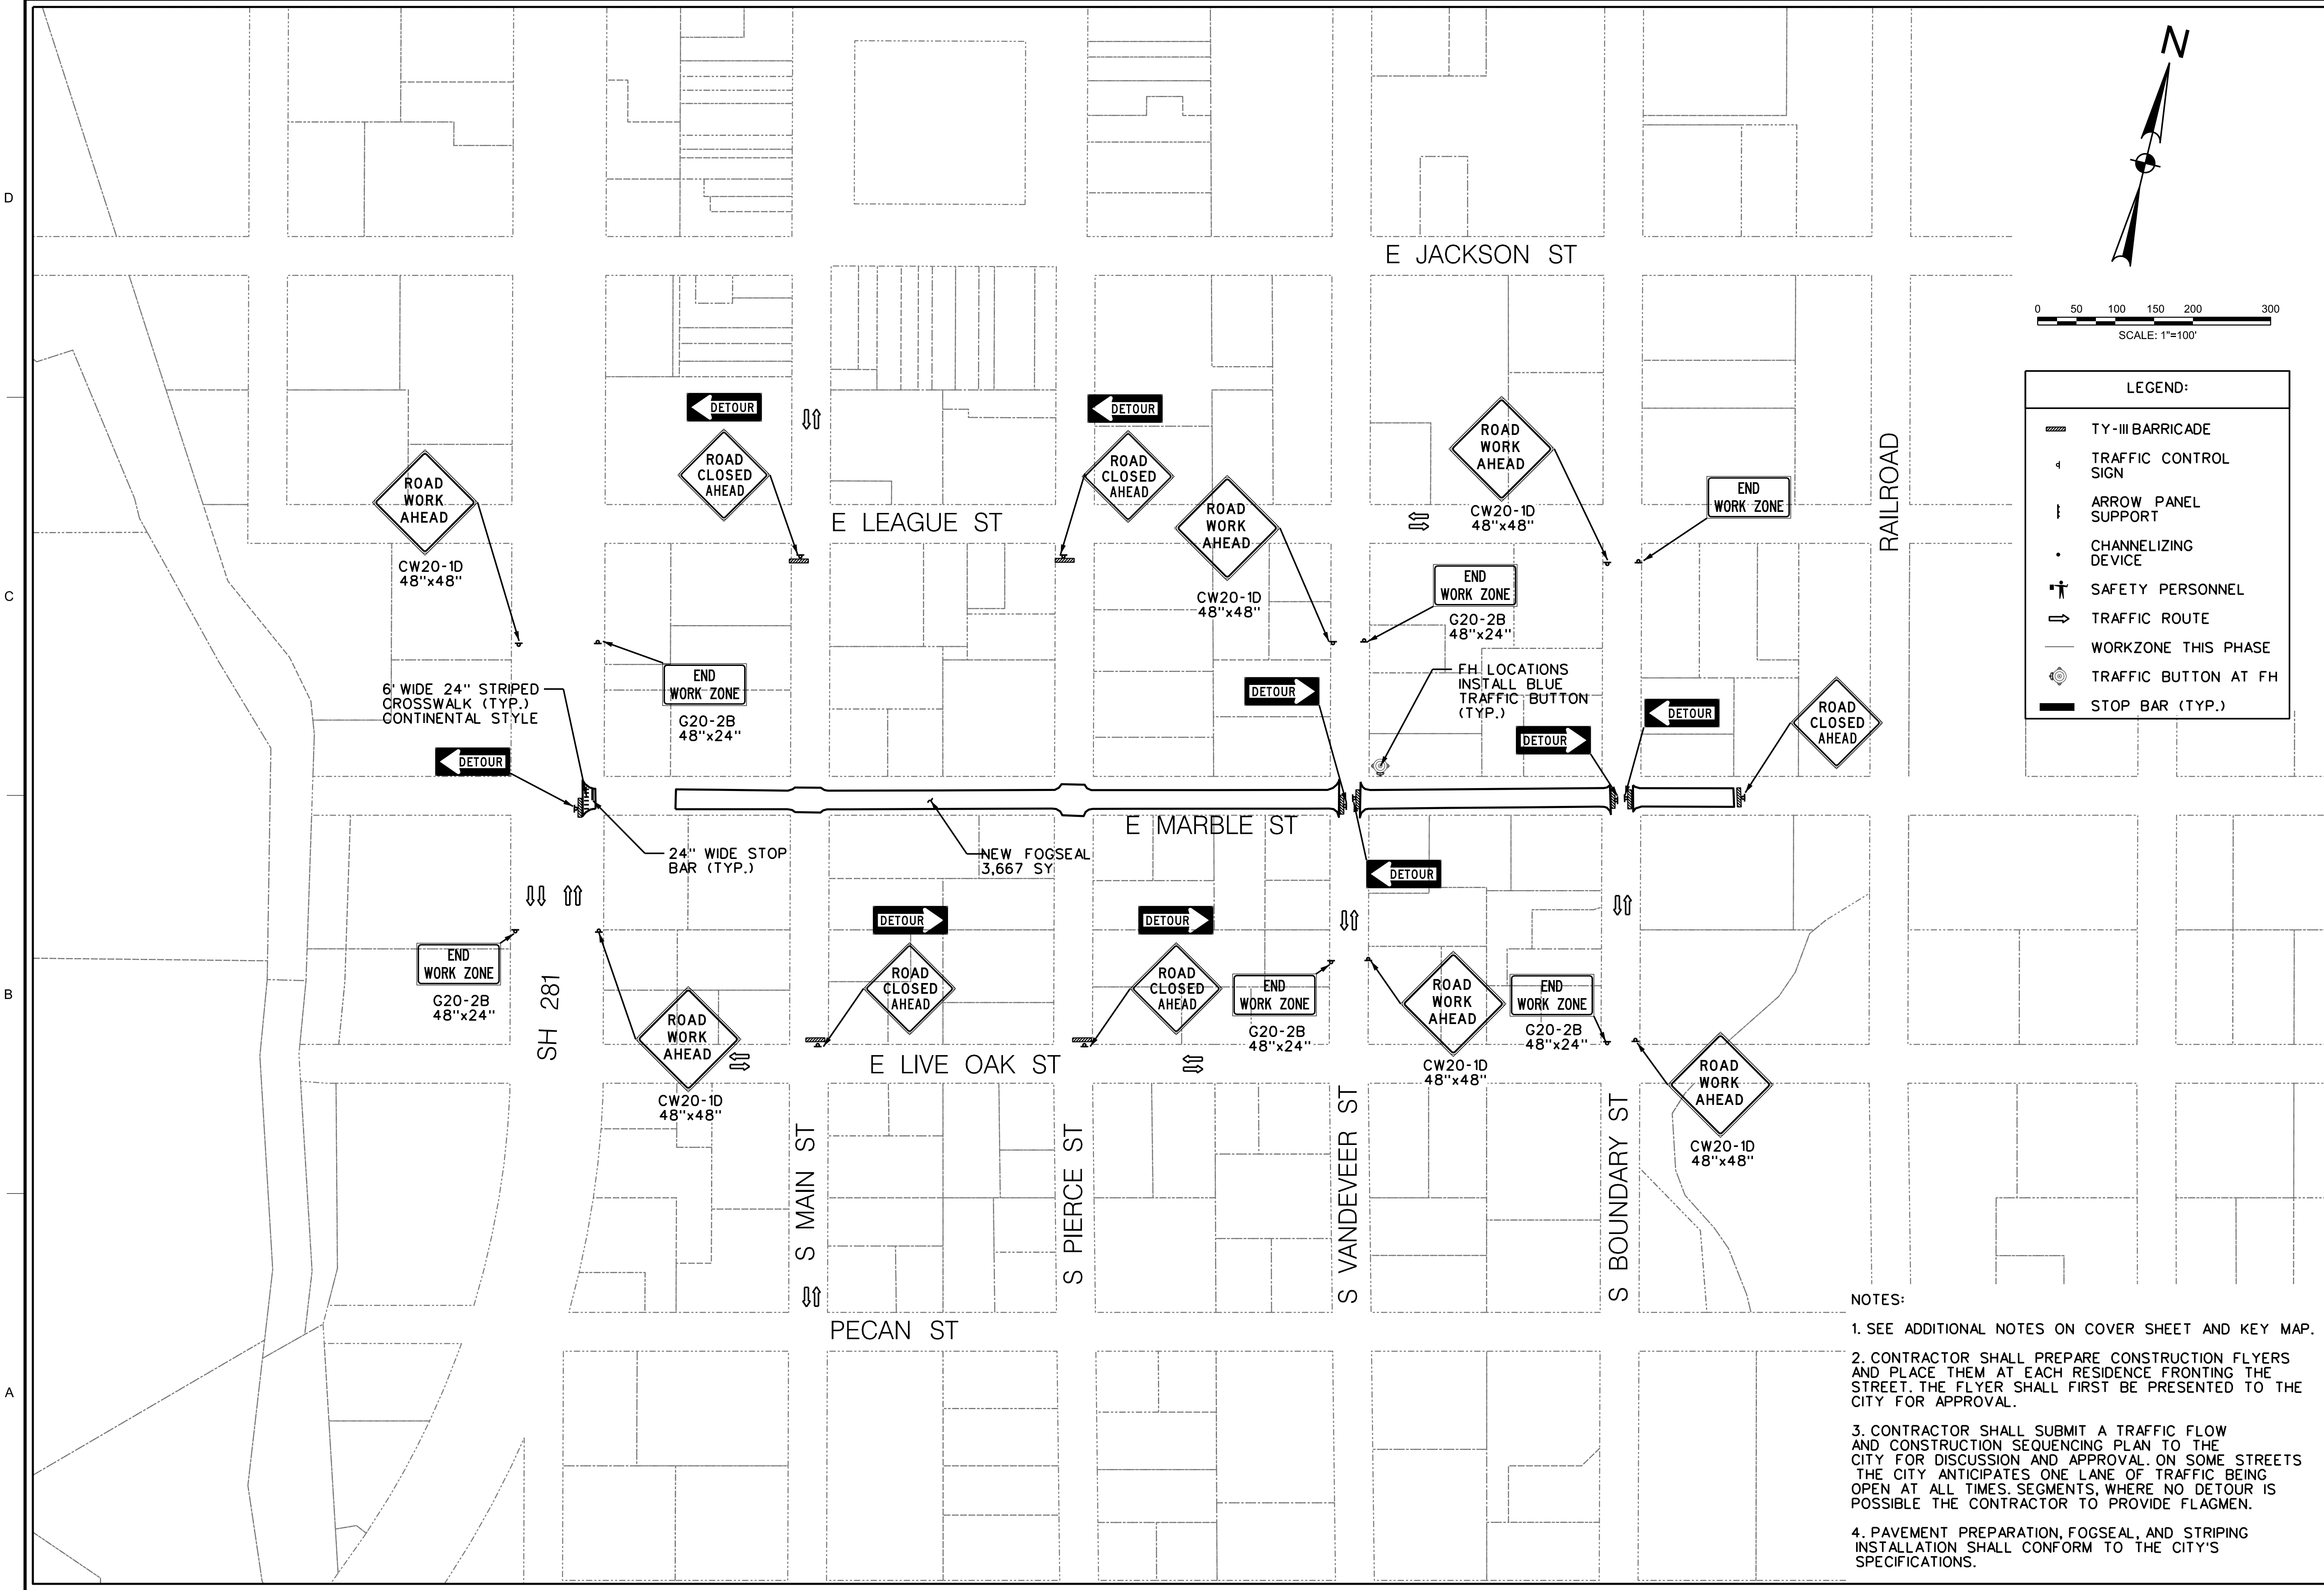 N
0 50 100 150 200 300
SCALE: 1"=100'
LEGEND:
TY-III BARRICADE
TRAFFIC CONTROL
SIGN
ARROW PANEL
SUPPORT
CHANNELIZING
DEVICE
SAFETY PERSONNEL
TRAFFIC ROUTE
WORKZONE THIS PHASE
TRAFFIC BUTTON AT FH
STOP BAR (TYP.)
D
C
B
A
E JACKSON ST
RAILROAD
DETOUR
ROAD
CLOSED
AHEAD
DETOUR
ROAD
CLOSED
AHEAD
ROAD
WORK
AHEAD
CW20-1D
48"x48"
ROAD
WORK
AHEAD
CW20-1D
48"x48"
END
WORK ZONE
E LEAGUE ST
ROAD
WORK
AHEAD
CW20-1D
48"x48"
END
WORK ZONE
G20-2B
48"x24"
END
WORK ZONE
G20-2B
48"x24"
6' WIDE 24" STRIPED
CROSSWALK (TYP.)
CONTINENTAL STYLE
DETOUR
DETOUR
FH LOCATIONS
INSTALL BLUE
TRAFFIC BUTTON
(TYP.)
DETOUR
DETOUR
ROAD
CLOSED
AHEAD
E MARBLE ST
24" WIDE STOP
BAR (TYP.)
NEW FOGSEAL
3,667 SY
DETOUR
END
WORK ZONE
G20-2B
48"x24"
SH 281
ROAD
WORK
AHEAD
CW20-1D
48"x48"
DETOUR
ROAD
CLOSED
AHEAD
DETOUR
ROAD
CLOSED
AHEAD
END
WORK ZONE
G20-2B
48"x24"
ROAD
WORK
AHEAD
CW20-1D
48"x48"
END
WORK ZONE
G20-2B
48"x24"
ROAD
WORK
AHEAD
CW20-1D
48"x48"
E LIVE OAK ST
S MAIN ST
S PIERCE ST
S VANDEVEER ST
S BOUNDARY ST
PECAN ST
NOTES:
1. SEE ADDITIONAL NOTES ON COVER SHEET AND KEY MAP.
2. CONTRACTOR SHALL PREPARE CONSTRUCTION FLYERS
AND PLACE THEM AT EACH RESIDENCE FRONTING THE
STREET. THE FLYER SHALL FIRST BE PRESENTED TO THE
CITY FOR APPROVAL.
3. CONTRACTOR SHALL SUBMIT A TRAFFIC FLOW
AND CONSTRUCTION SEQUENCING PLAN TO THE
CITY FOR DISCUSSION AND APPROVAL. ON SOME STREETS
THE CITY ANTICIPATES ONE LANE OF TRAFFIC BEING
OPEN AT ALL TIMES. SEGMENTS, WHERE NO DETOUR IS
POSSIBLE THE CONTRACTOR TO PROVIDE FLAGMEN.
4. PAVEMENT PREPARATION, FOGSEAL, AND STRIPING
INSTALLATION SHALL CONFORM TO THE CITY'S
SPECIFICATIONS.